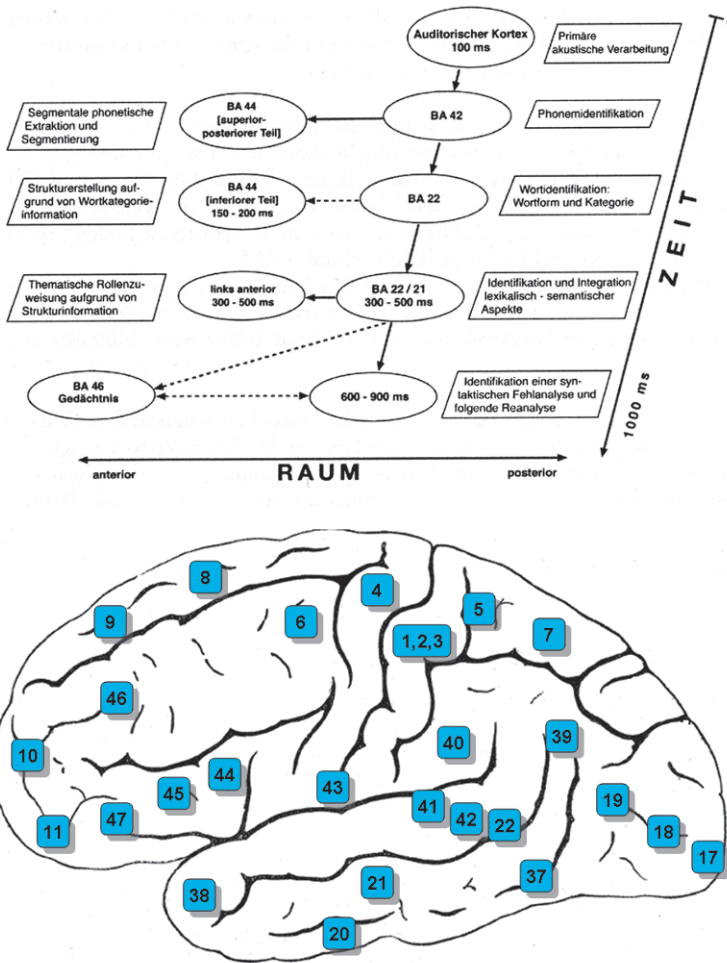 Auditorischer Kortex
100 ms
Primäre
akustische Verarbeitung
Segmentale phonetische
Extraktion und
Segmentierung
BA 44
[superior-
posteriorer Teil]
BA 42
Phonemidentifikation
Strukturerstellung auf-
grund von Wortkategorie-
information
BA 44
[inferiorer Teil]
150 - 200 ms
BA 22
Wortidentifikation:
Wortform und Kategorie
Thematische Rollenzu-
weisung aufgrund von
Strukturinformation
links anterior
300 - 500 ms
BA 22 / 21
300 - 500 ms
Identifikation und Integration
lexikalisch - semantischer
Aspekte
BA 46
Gedächtnis
600 - 900 ms
Identifikation einer syn-
taktischen Fehlanalyse und
folgende Reanalyse
ZEIT
1000 ms
anterior
RAUM
posterior
8
4
9
6
5
1,2,3
7
46
10
40
39
44
45
43
41
42
22
19
18
17
11
47
38
21
37
20